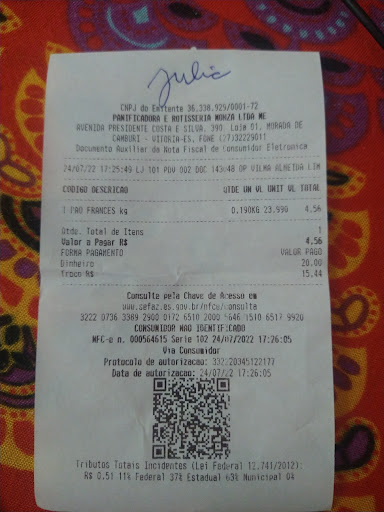 Julia
CNPJ do Emitente 36.338.925/0001-72
PANIFICADORA E ROTISSERIA MONZA LTDA ME
AVENIDA PRESIDENTE COSTA E SILVA, 390 Loja 01, MORADA DE
CAMBURI - VITORIA-ES, FONE (27)32229011
Documento Auxiliar da Nota Fiscal de Consumidor Eletronica
24/07/22 17:25:49 LJ 101 PDV 002 DOC 143:48 OP VILMA ALMEIDA LIM
CODIGO DESCRICAO QTDE UN VL UNIT VL TOTAL
1 PAO FRANCES kg 0.190KG 23.990 4.56
Qtde. Total de Itens 1
Valor a Pagar R$ 4.56
FORMA PAGAMENTO VALOR PAGO
Dinheiro 20.00
Troco R$ 15.44
Consulte pela Chave de Acesso em
www.sefaz.es.gov.br/nfce/consulta
3222 0736 3389 2500 0172 6510 2000 5646 1510 6517 9920
CONSUMIDOR NAO IDENTIFICADO
NFC-e n. 000564615 Serie 102 24/07/2022 17:26:05
Via Consumidor
Protocolo de autorizacao: 332220345122177
Data de autorizacao: 24/07/22 17:26:05
Tributos Totais Incidentes (Lei Federal 12.741/2012):
R$ 0.51 11% Federal 37% Estadual 63% Municipal 0%